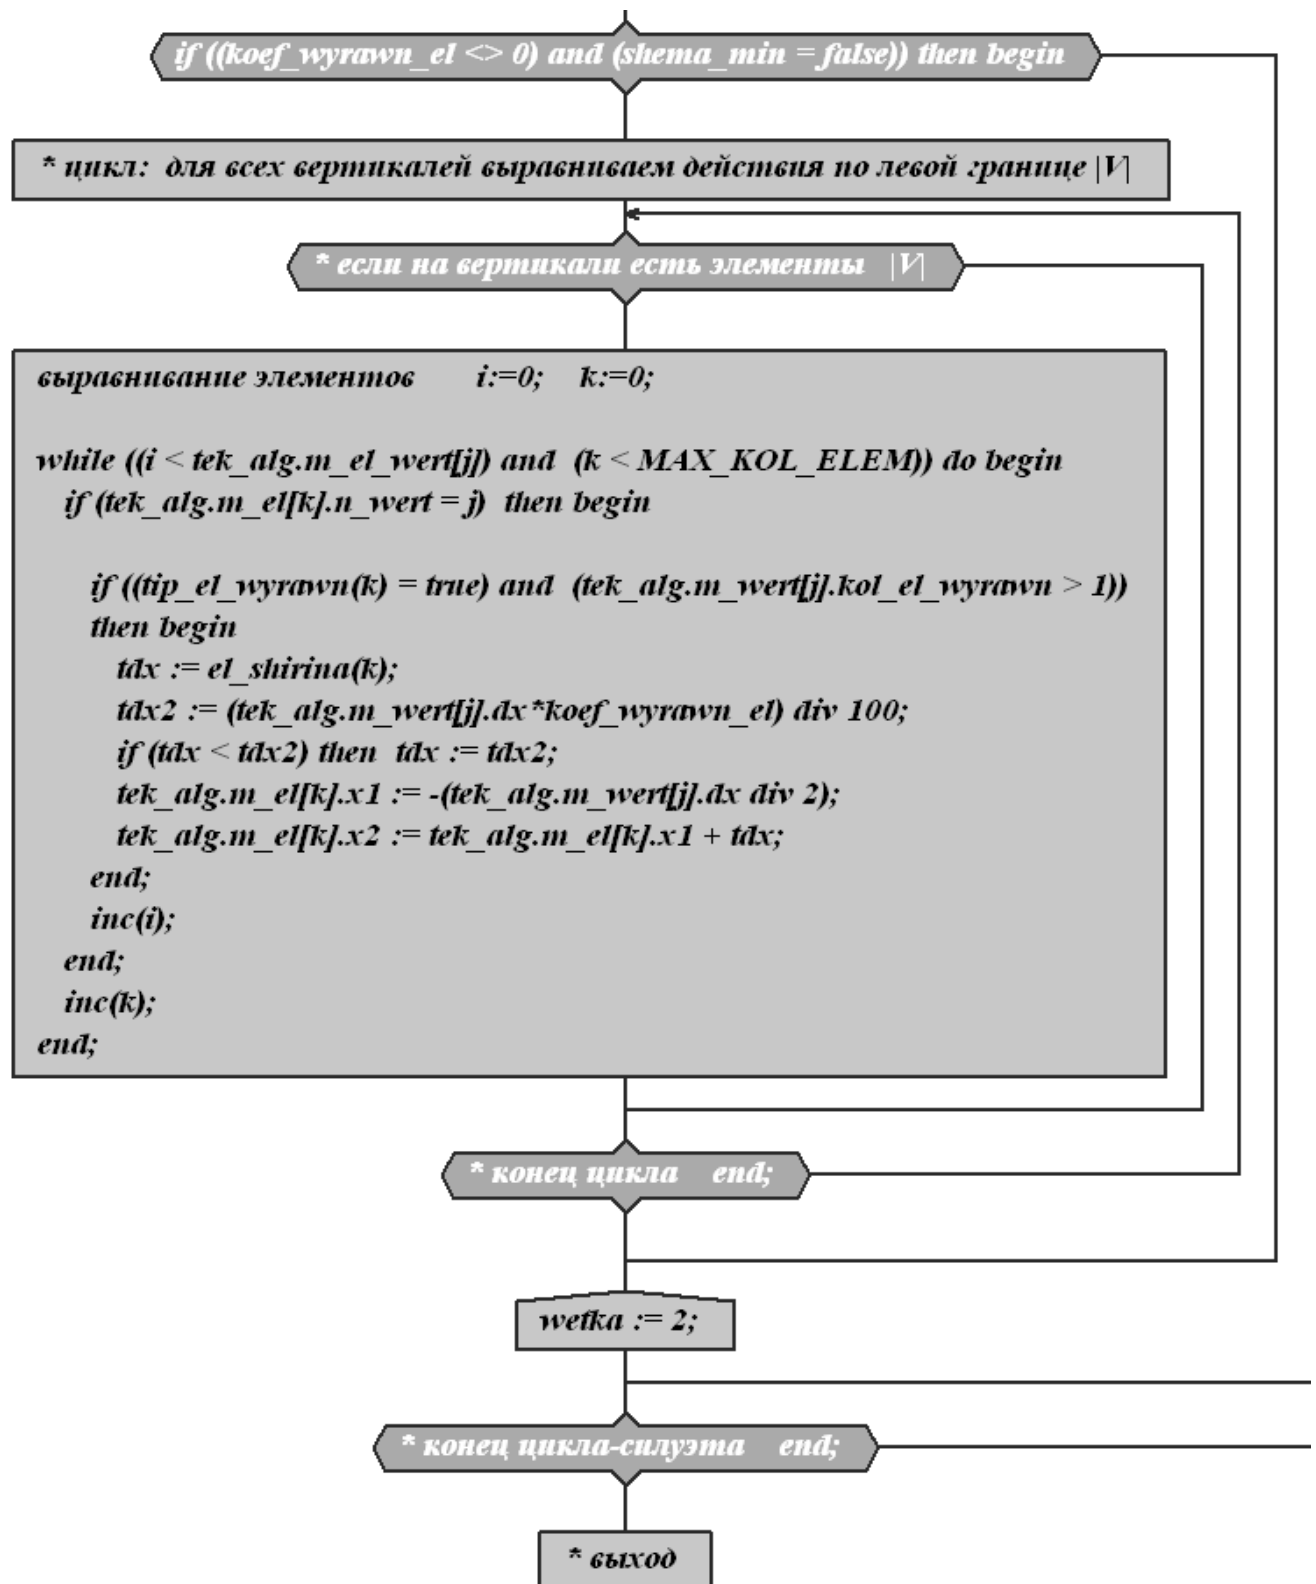 if ((koef_wyrawn_el <> 0) and (shema_min = false)) then begin
* цикл: для всех вертикалей выравниваем действия по левой границе |V|
* если на вертикали есть элементы |V|
выравнивание элементов i:=0; k:=0;
while ((i < tek_alg.m_el_wert[j]) and (k < MAX_KOL_ELEM)) do begin
if (tek_alg.m_el[k].n_wert = j) then begin
if ((tip_el_wyrawn(k) = true) and (tek_alg.m_wert[j].kol_el_wyrawn > 1))
then begin
tdx := el_shirina(k);
tdx2 := (tek_alg.m_wert[j].dx*koef_wyrawn_el) div 100;
if (tdx < tdx2) then tdx := tdx2;
tek_alg.m_el[k].x1 := -(tek_alg.m_wert[j].dx div 2);
tek_alg.m_el[k].x2 := tek_alg.m_el[k].x1 + tdx;
end;
inc(i);
end;
inc(k);
end;
* конец цикла end;
wetka := 2;
* конец цикла-силуэта end;
* выход